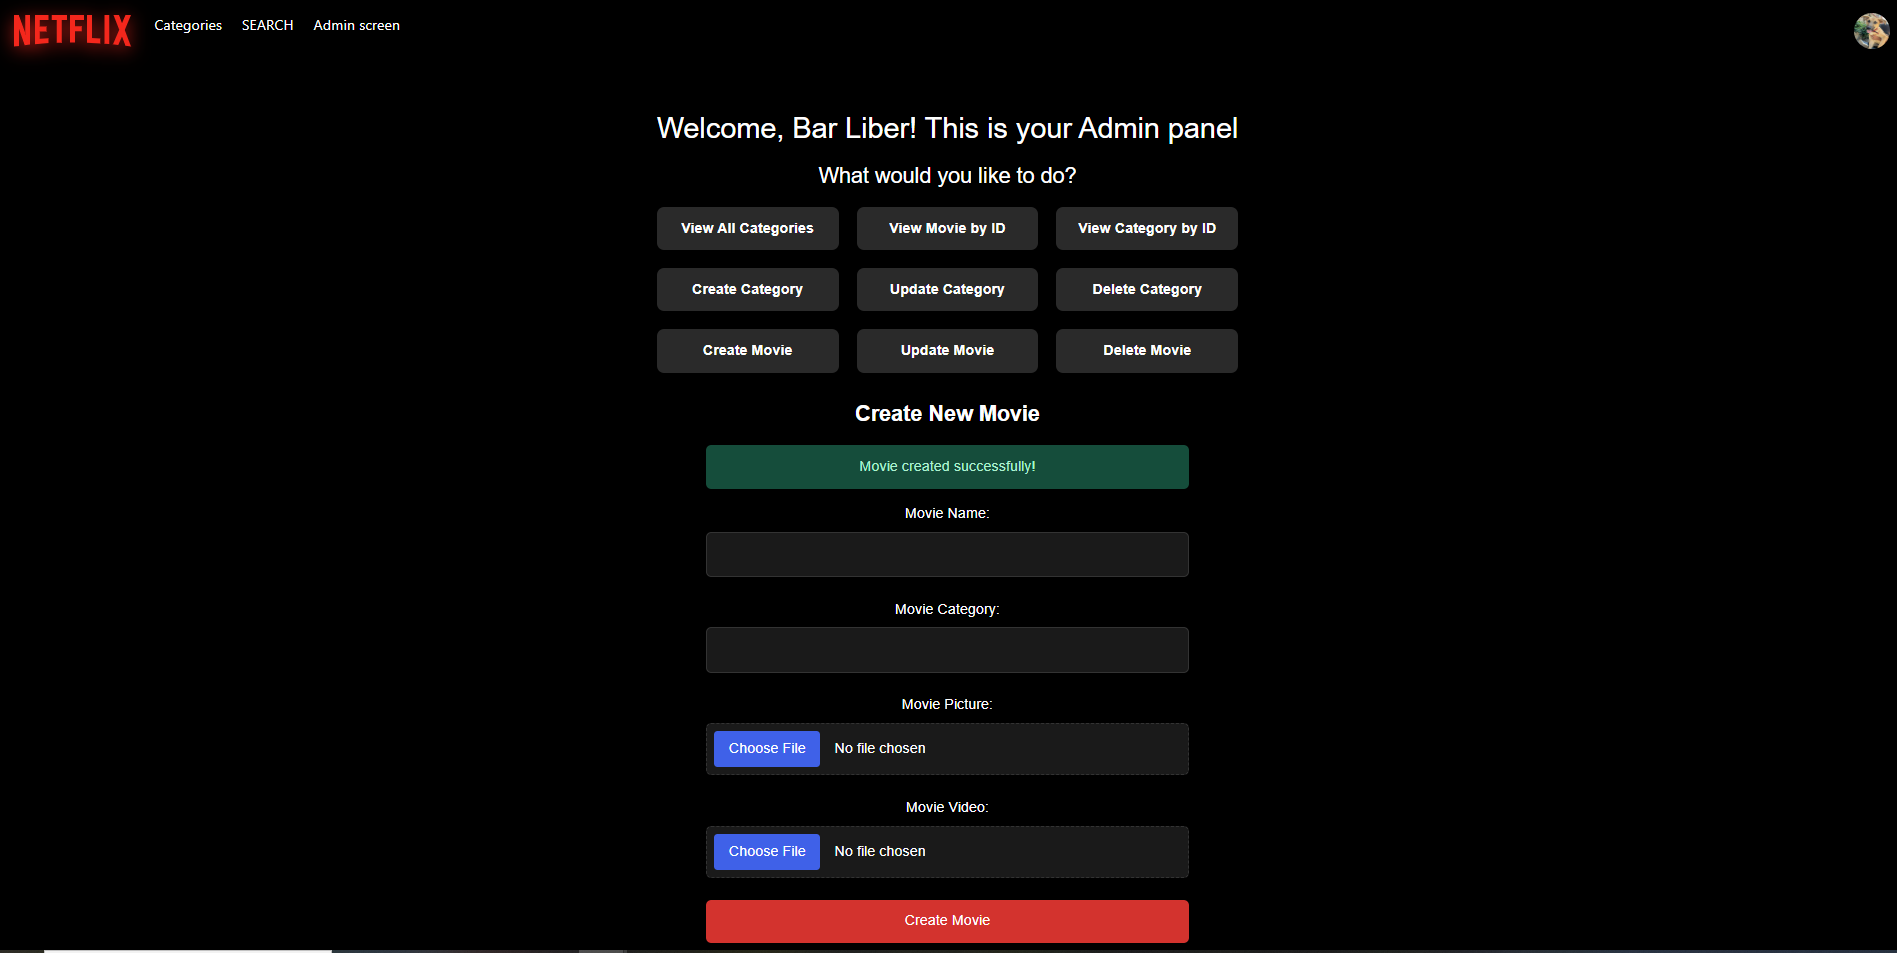 NETFLIX Categories SEARCH Admin screen
Welcome, Bar Liber! This is your Admin panel
What would you like to do?
View All Categories View Movie by ID View Category by ID
Create Category Update Category Delete Category
Create Movie Update Movie Delete Movie
Create New Movie
Movie created successfully!
Movie Name:
Movie Category:
Movie Picture:
Choose File No file chosen
Movie Video:
Choose File No file chosen
Create Movie